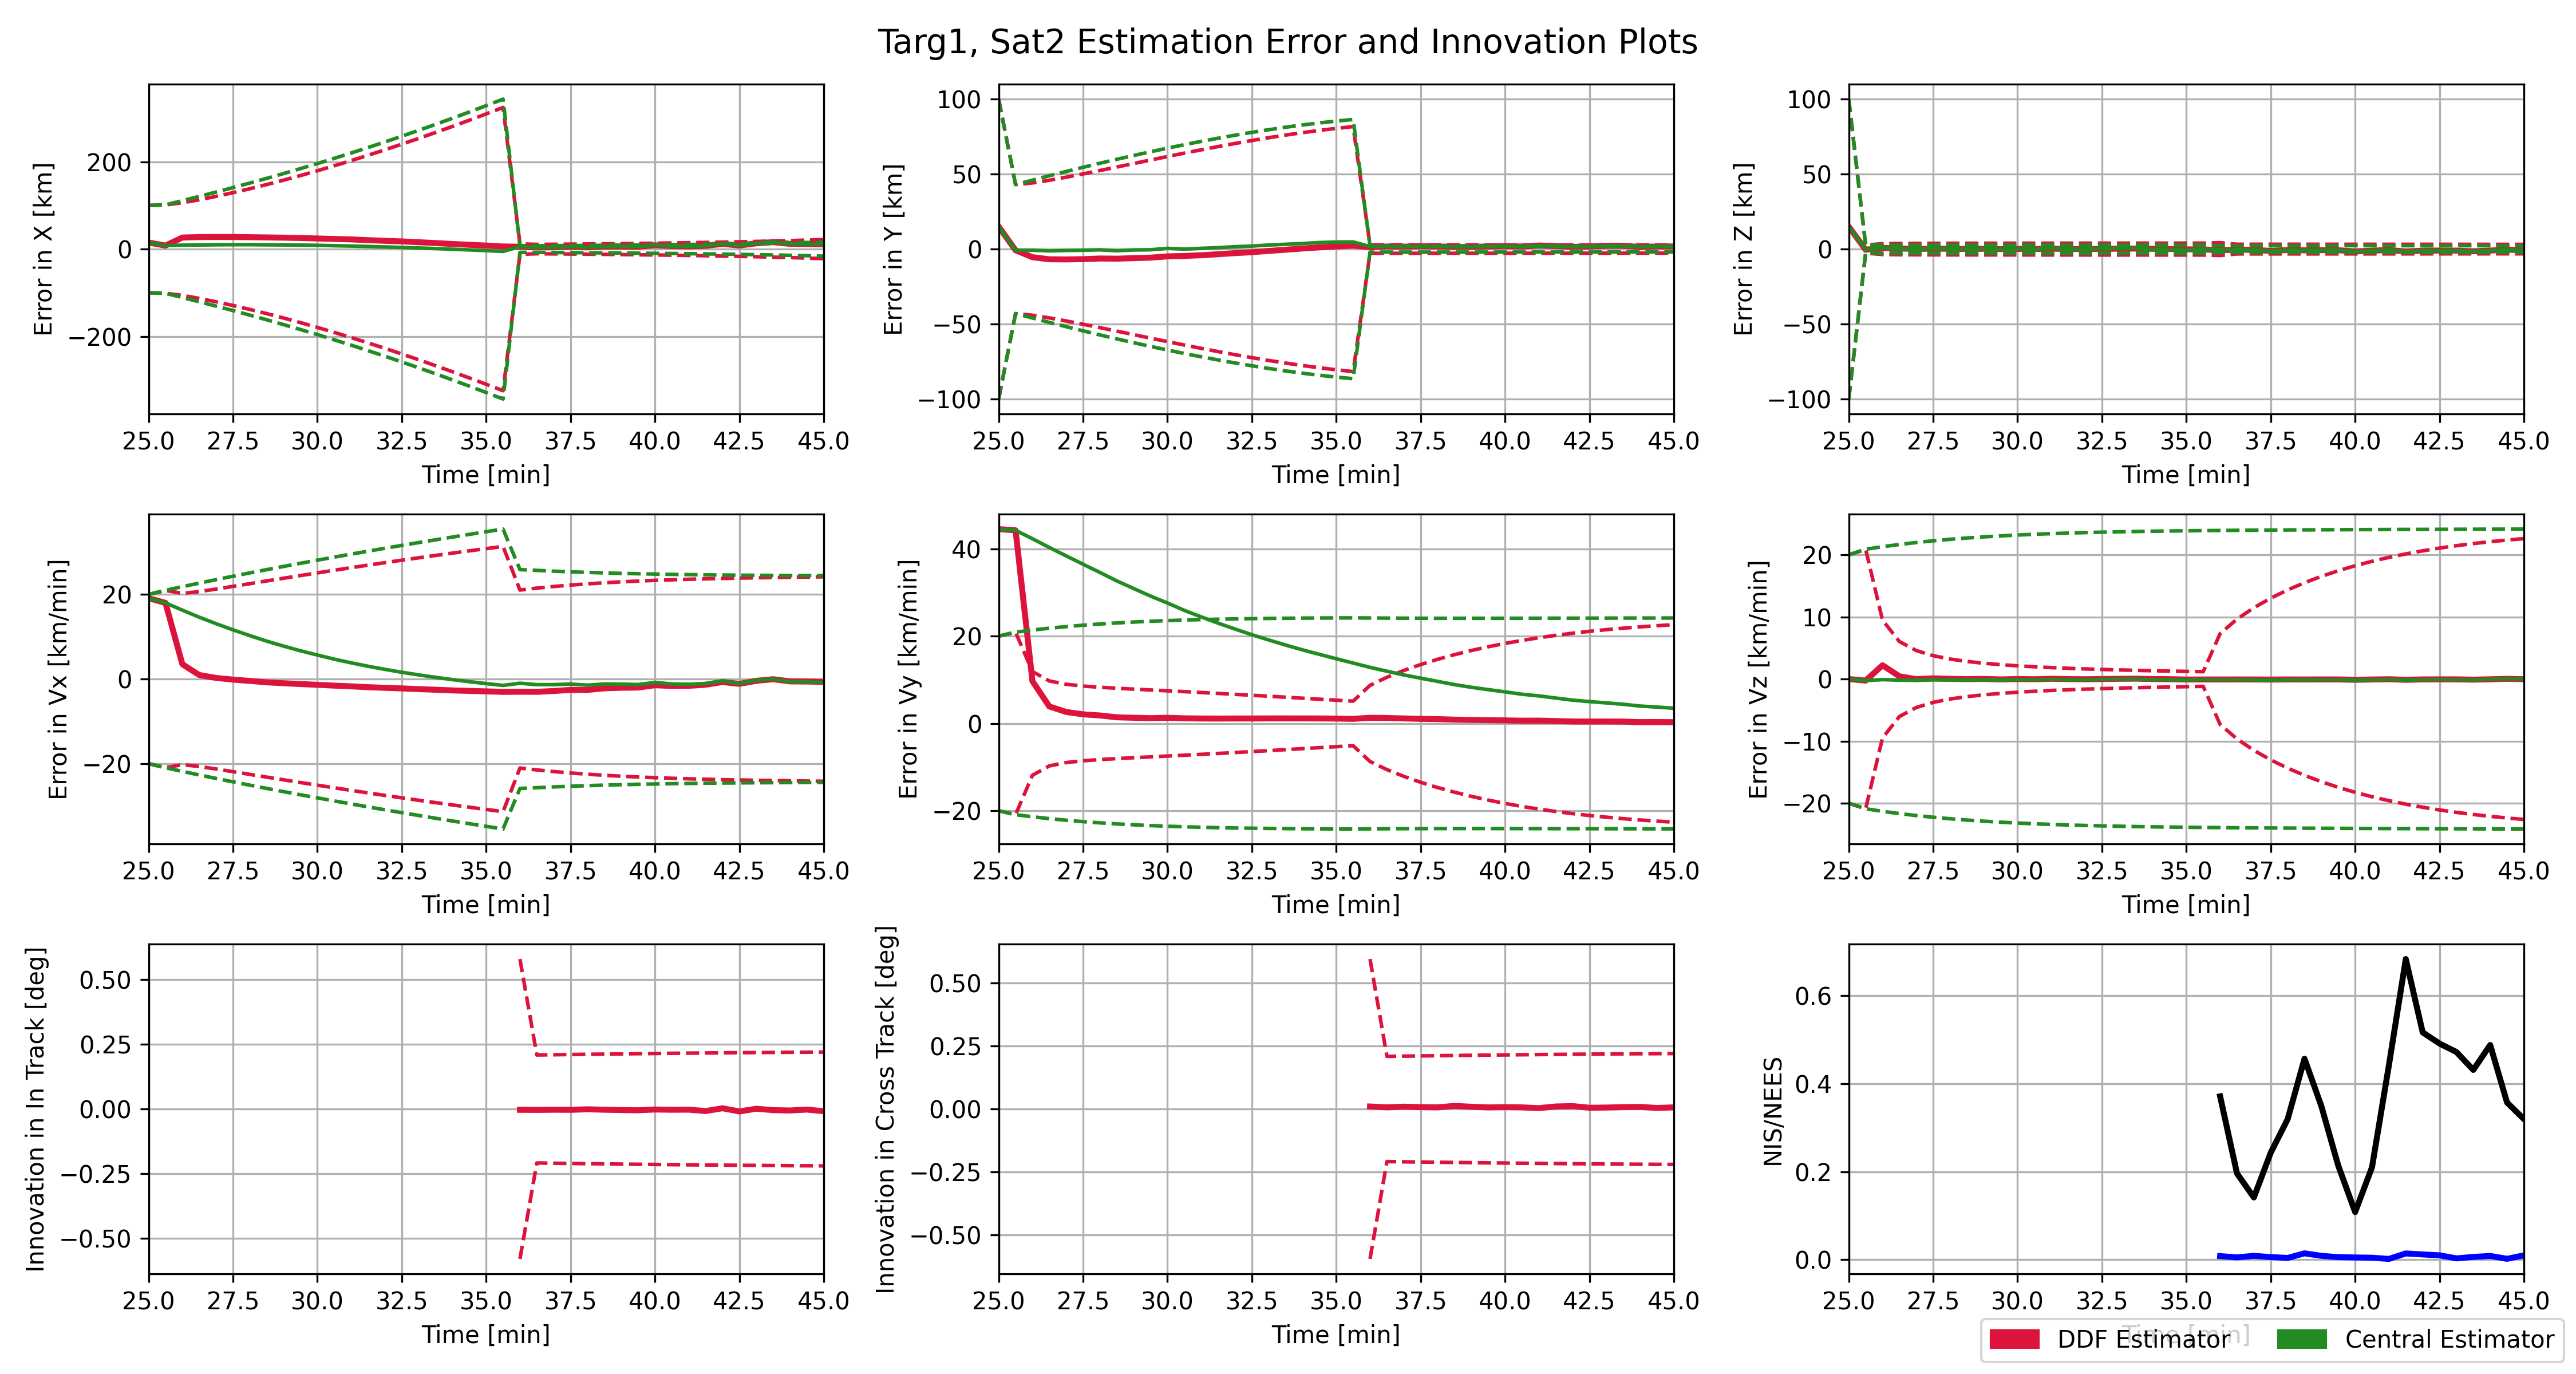 Targ1, Sat2 Estimation Error and Innovation Plots
Error in X [km]
200
0
−200
25.0 27.5 30.0 32.5 35.0 37.5 40.0 42.5 45.0
Time [min]
Error in Y [km]
100
50
0
−50
−100
25.0 27.5 30.0 32.5 35.0 37.5 40.0 42.5 45.0
Time [min]
Error in Z [km]
100
50
0
−50
−100
25.0 27.5 30.0 32.5 35.0 37.5 40.0 42.5 45.0
Time [min]
Error in Vx [km/min]
20
0
−20
25.0 27.5 30.0 32.5 35.0 37.5 40.0 42.5 45.0
Time [min]
Error in Vy [km/min]
40
20
0
−20
25.0 27.5 30.0 32.5 35.0 37.5 40.0 42.5 45.0
Time [min]
Error in Vz [km/min]
20
10
0
−10
−20
25.0 27.5 30.0 32.5 35.0 37.5 40.0 42.5 45.0
Time [min]
Innovation in In Track [deg]
0.50
0.25
0.00
−0.25
−0.50
25.0 27.5 30.0 32.5 35.0 37.5 40.0 42.5 45.0
Time [min]
Innovation in Cross Track [deg]
0.50
0.25
0.00
−0.25
−0.50
25.0 27.5 30.0 32.5 35.0 37.5 40.0 42.5 45.0
Time [min]
NIS/NEES
0.6
0.4
0.2
0.0
25.0 27.5 30.0 32.5 35.0 37.5 40.0 42.5 45.0
Time [min]
DDF Estimator Central Estimator